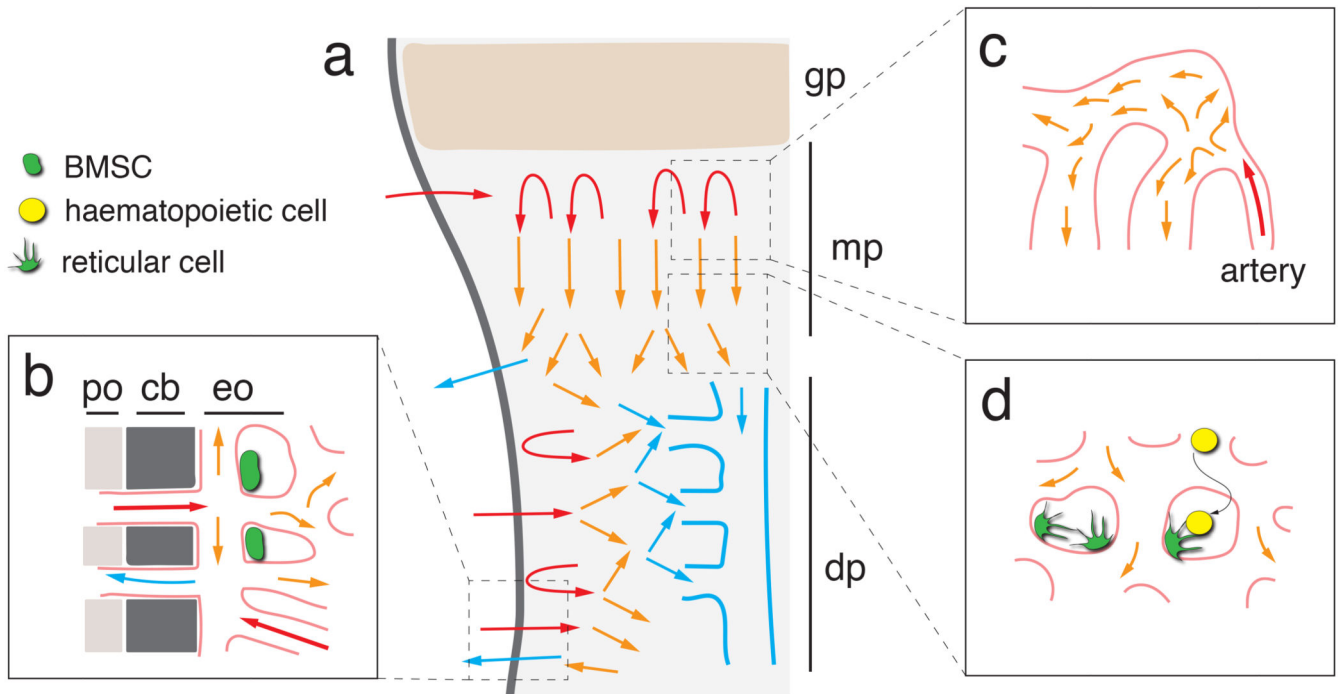 a
gp
mp
dp
BMSC
haematopoietic cell
reticular cell
b
po cb eo
c
artery
d